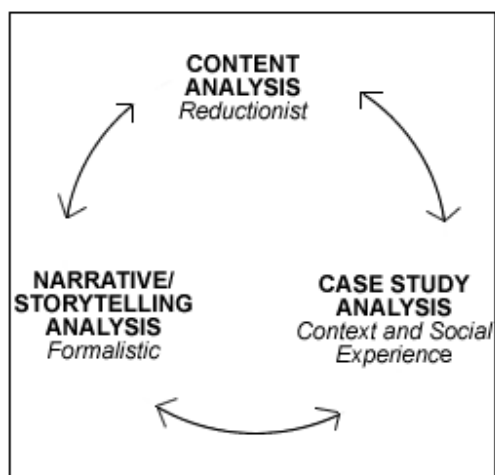 CONTENT
ANALYSIS
Reductionist
NARRATIVE/
STORYTELLING
ANALYSIS
Formalistic
CASE STUDY
ANALYSIS
Context and Social
Experience